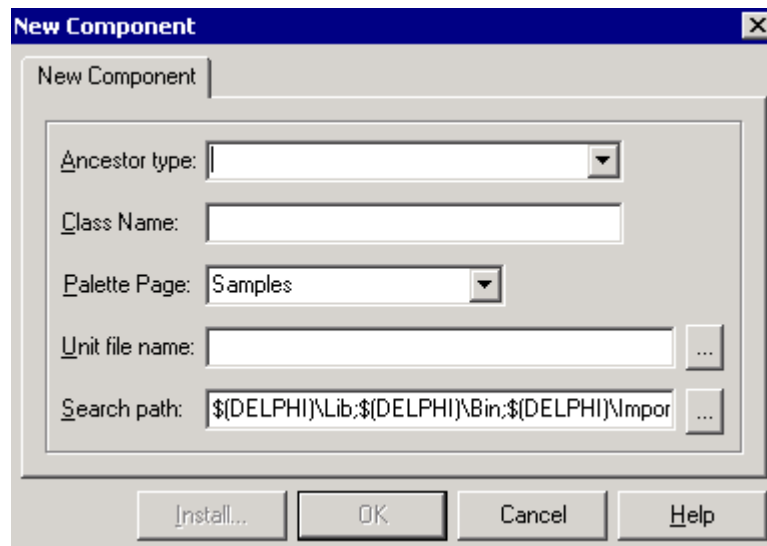 New Component
New Component
Ancestor type:
Class Name:
Palette Page: Samples
Unit file name: ...
Search path: $(DELPHI)\Lib;$(DELPHI)\Bin;$(DELPHI)\Impor ...
Install... OK Cancel Help